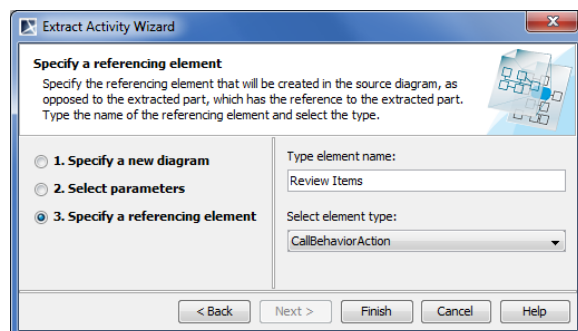 Extract Activity Wizard
Specify a referencing element
Specify the referencing element that will be created in the source diagram, as
opposed to the extracted part, which has the reference to the extracted part.
Type the name of the referencing element and select the type.
1. Specify a new diagram
2. Select parameters
3. Specify a referencing element
Type element name:
Review Items
Select element type:
CallBehaviorAction
< Back
Next >
Finish
Cancel
Help